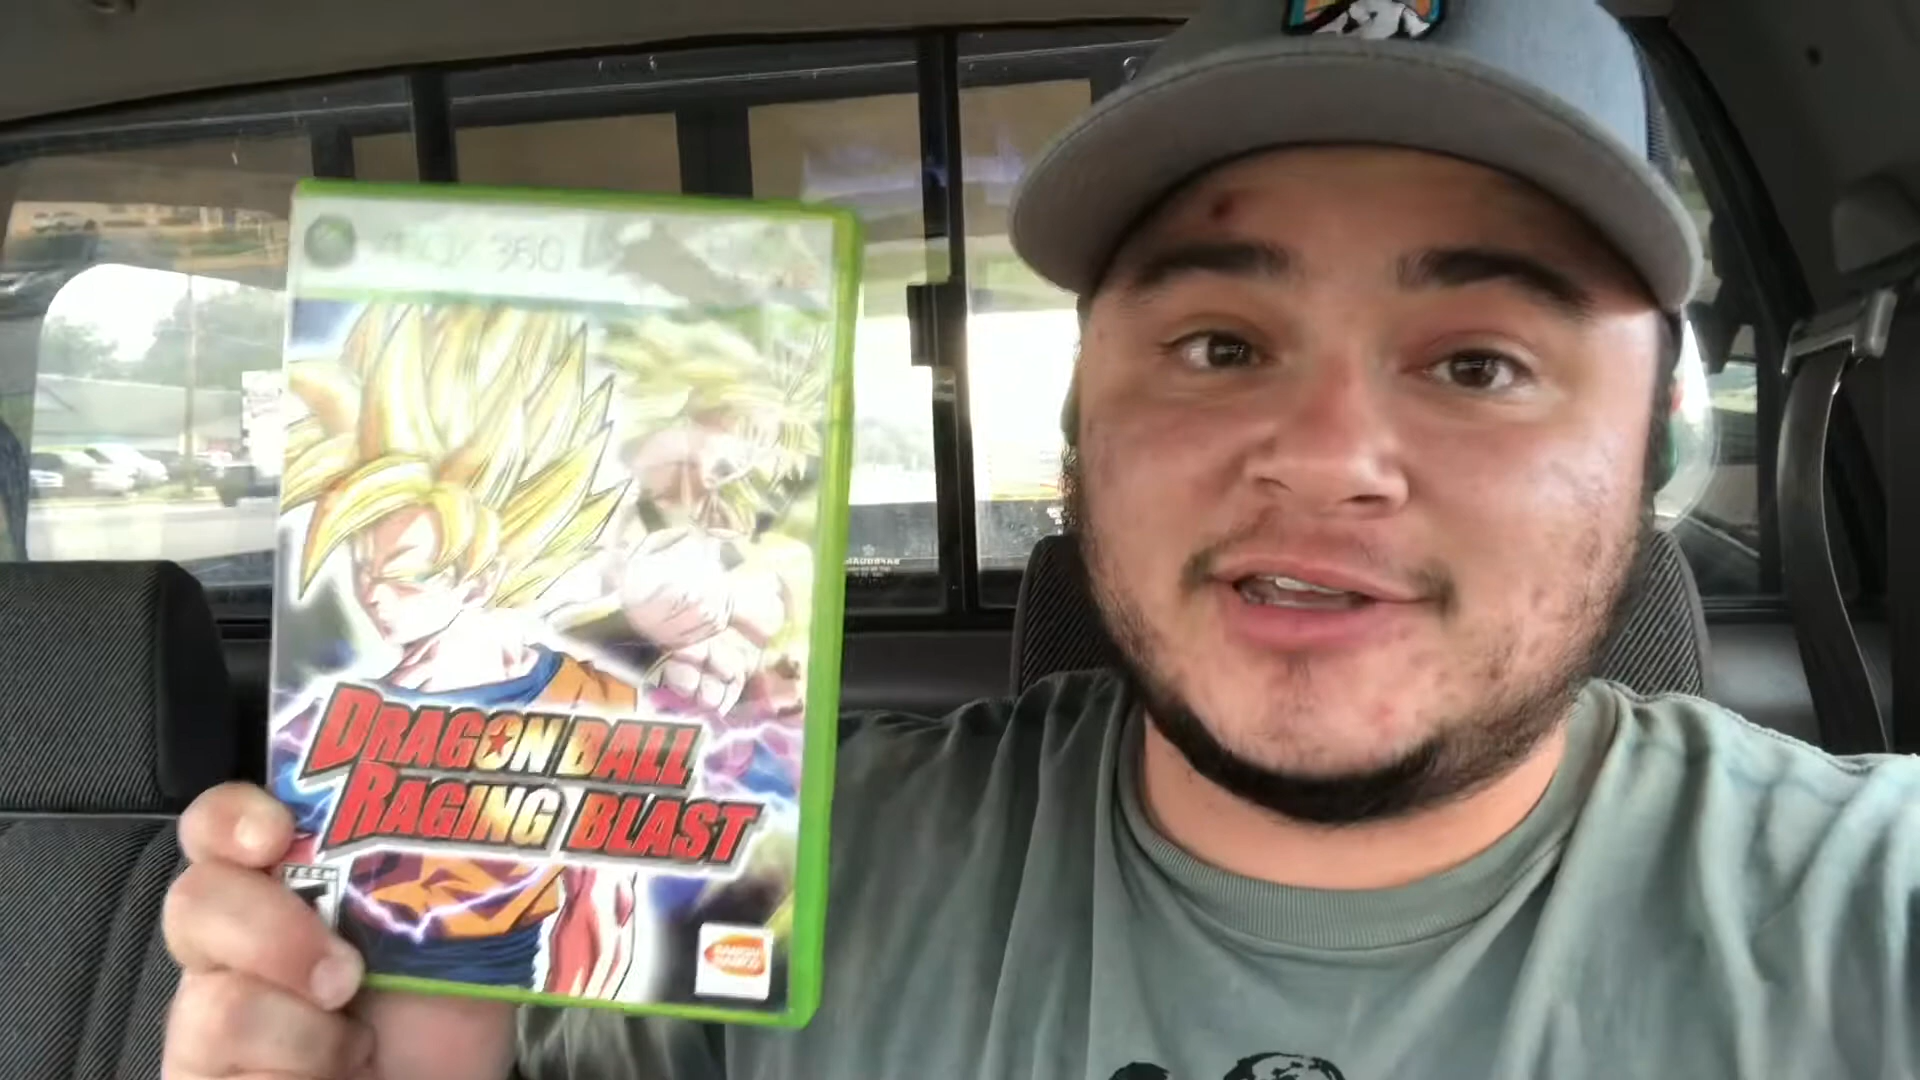 XBOX 360
DRAGON BALL
RAGING BLAST
TEEN
T
BANDAI
NAMCO